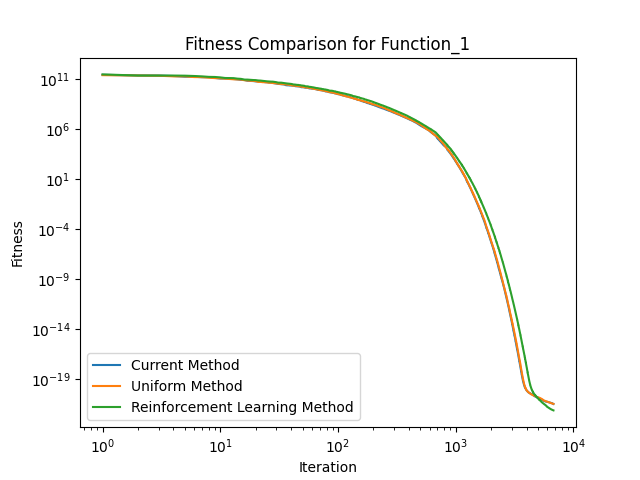 Fitness Comparison for Function_1
Fitness
10^11
10^6
10^1
10^-4
10^-9
10^-14
10^-19
Current Method
Uniform Method
Reinforcement Learning Method
10^0
10^1
10^2
10^3
10^4
Iteration